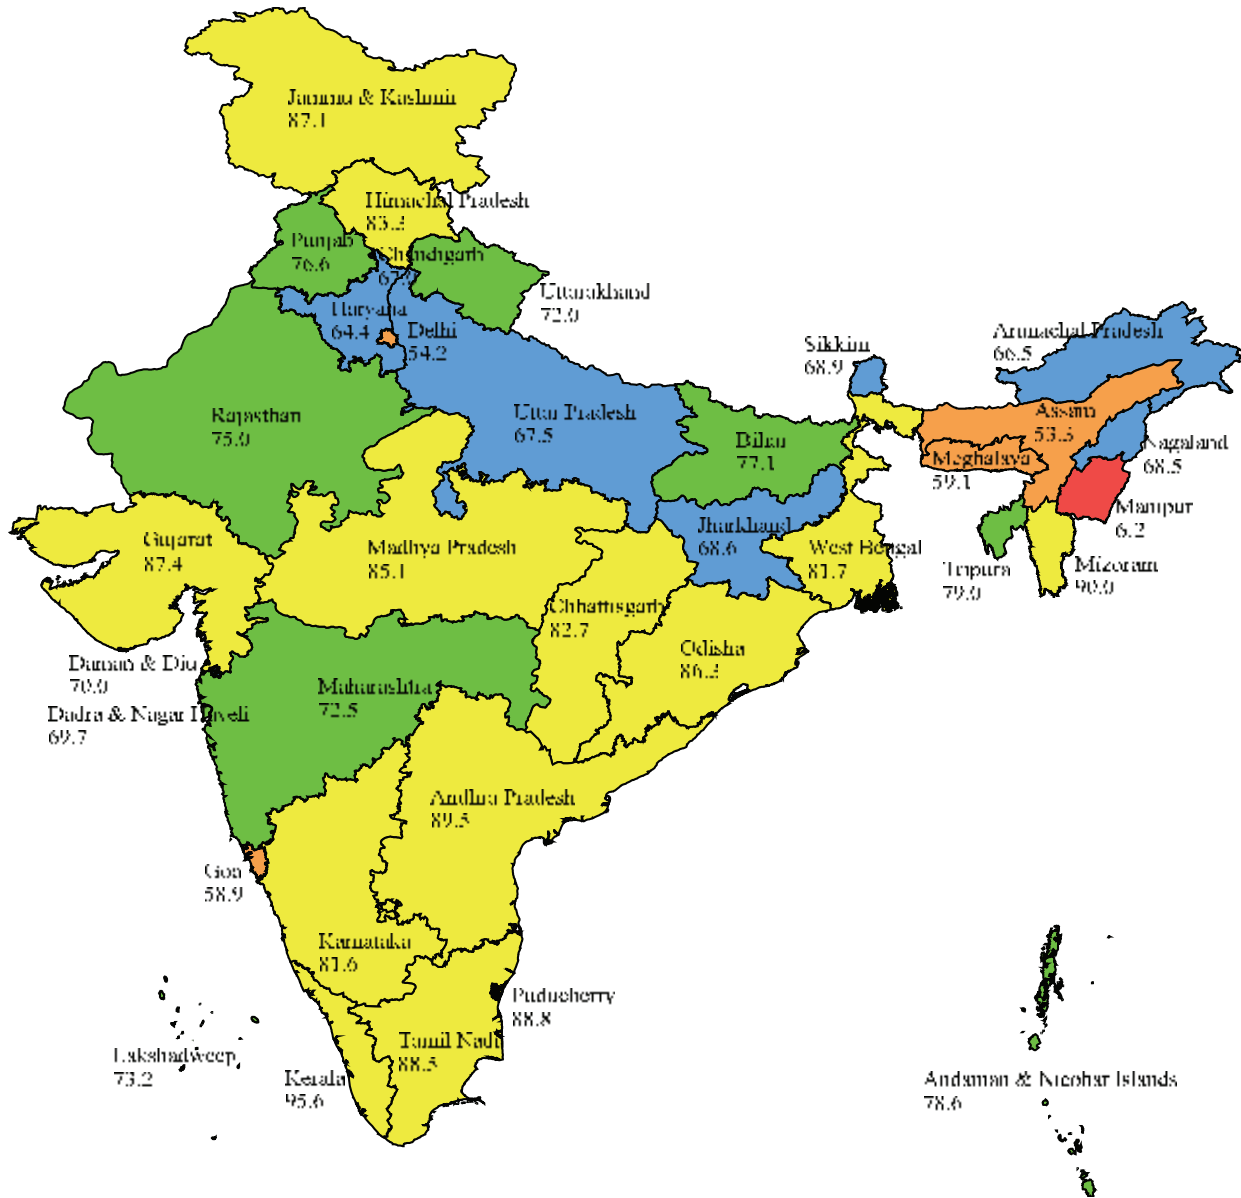 Jammu & Kashmir
87.1
Himachal Pradesh
83.3
Punjab
76.6
Chandigarh
Uttarakhand
72.0
Haryana
64.4
Delhi
54.2
Sikkim
68.9
Arunachal Pradesh
66.5
Rajasthan
75.0
Uttar Pradesh
67.5
Bihar
77.1
Assam
Meghalaya
59.1
Nagaland
68.5
Manipur
6.2
Tripura
79.0
Mizoram
90.0
Gujarat
87.4
Madhya Pradesh
85.1
Jharkhand
68.6
West Bengal
81.7
Chhattisgarh
82.7
Odisha
86.3
Daman & Diu
70.0
Dadra & Nagar Haveli
69.7
Maharashtra
72.5
Andhra Pradesh
89.5
Goa
58.9
Karnataka
81.6
Puducherry
88.8
Tamil Nadu
88.5
Kerala
95.6
Lakshadweep
73.2
Andaman & Nicobar Islands
78.6